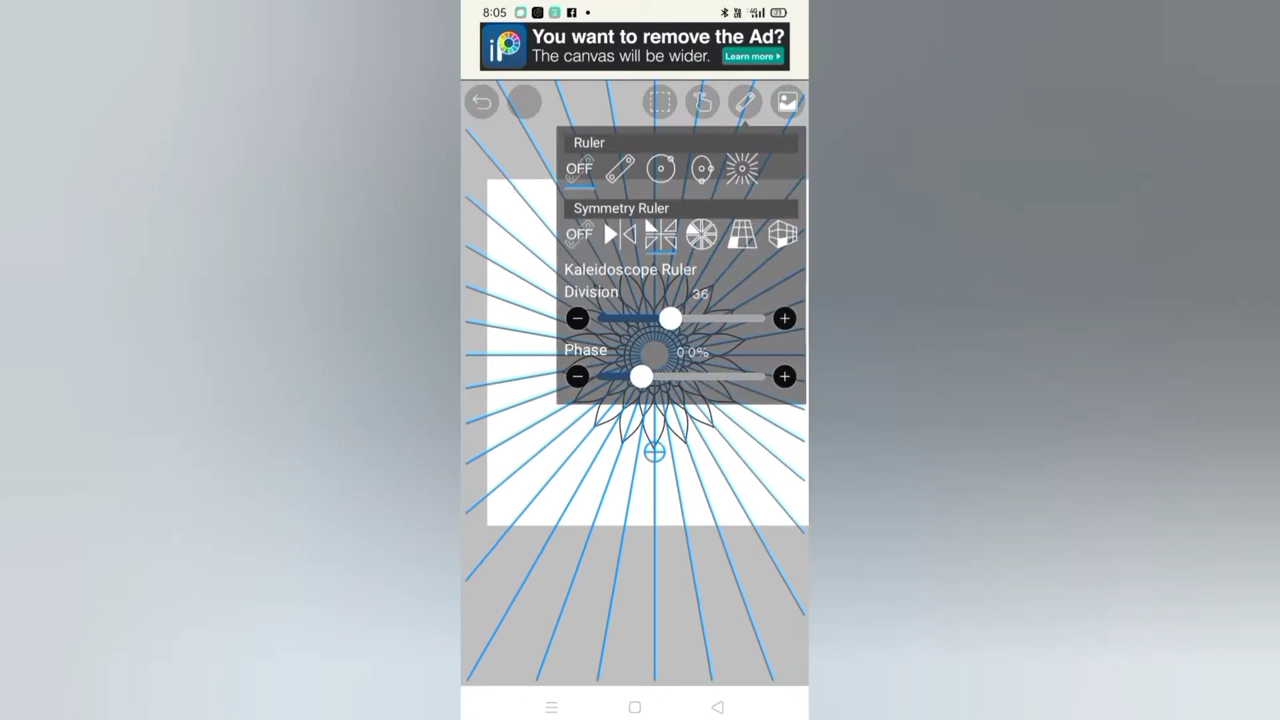 8:05
You want to remove the Ad?
The canvas will be wider. Learn more
Ruler
OFF
Symmetry Ruler
OFF
Kaleidoscope Ruler
Division 36
Phase 0.0%